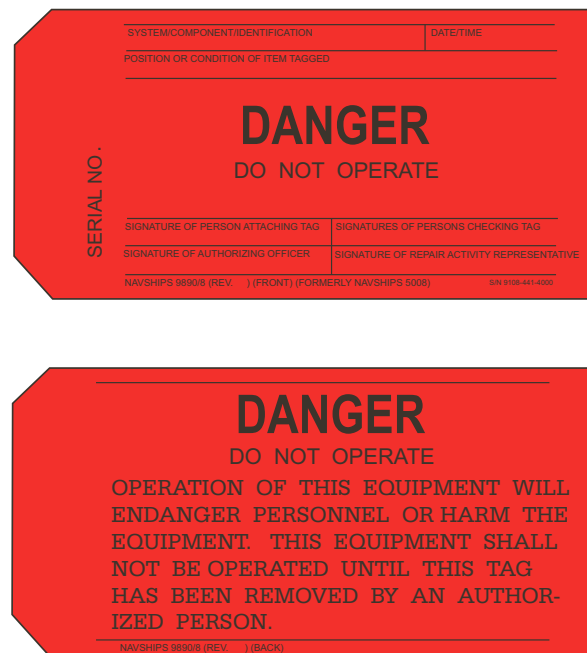 SYSTEM/COMPONENT/IDENTIFICATION DATE/TIME
POSITION OR CONDITION OF ITEM TAGGED
DANGER
DO NOT OPERATE
SERIAL NO.
SIGNATURE OF PERSON ATTACHING TAG SIGNATURES OF PERSONS CHECKING TAG
SIGNATURE OF AUTHORIZING OFFICER SIGNATURE OF REPAIR ACTIVITY REPRESENTATIVE
NAVSHIPS 9890/8 (REV. ) (FRONT) (FORMERLY NAVSHIPS 5008) S/N 9108-441-4000
DANGER
DO NOT OPERATE
OPERATION OF THIS EQUIPMENT WILL
ENDANGER PERSONNEL OR HARM THE
EQUIPMENT. THIS EQUIPMENT SHALL
NOT BE OPERATED UNTIL THIS TAG
HAS BEEN REMOVED BY AN AUTHOR-
IZED PERSON.
NAVSHIPS 9890/8 (REV. ) (BACK)